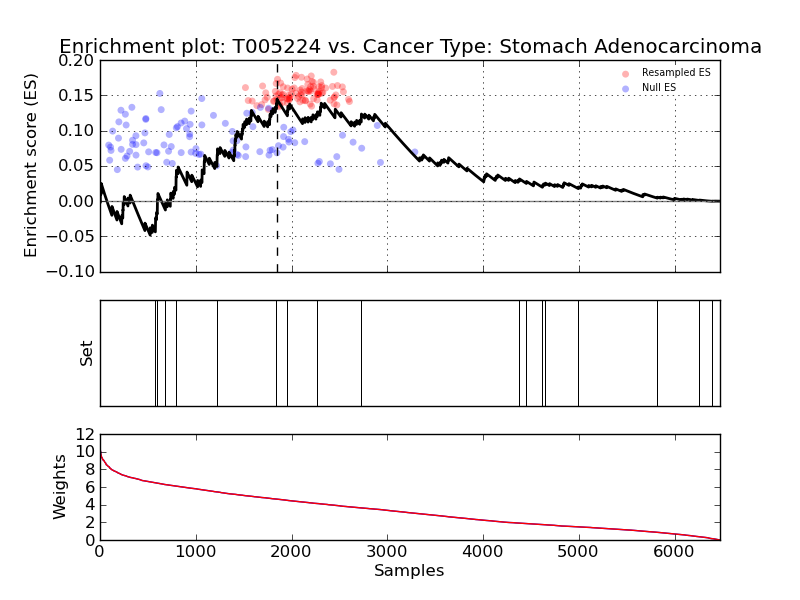 Enrichment plot: T005224 vs. Cancer Type: Stomach Adenocarcinoma
Enrichment score (ES)
0.20
0.15
0.10
0.05
0.00
−0.05
−0.10
Resampled ES
Null ES
Set
Weights
12
10
8
6
4
2
0
0 1000 2000 3000 4000 5000 6000
Samples